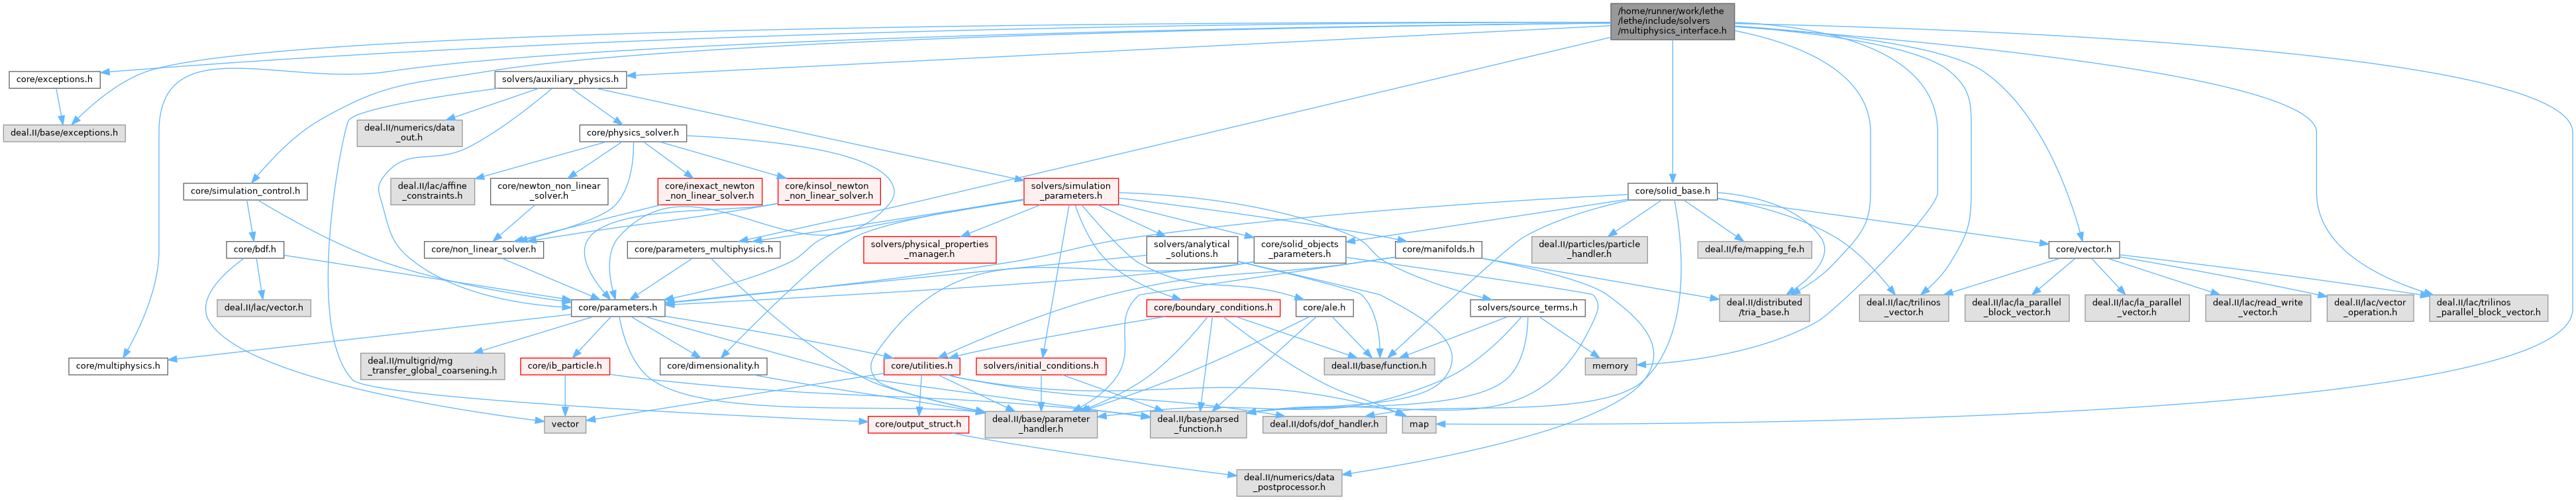 /home/runner/work/lethe
/lethe/include/solvers
/multiphysics_interface.h
core/exceptions.h
solvers/auxiliary_physics.h
deal.II/base/exceptions.h
deal.II/numerics/data
_out.h
core/physics_solver.h
core/simulation_control.h
deal.II/lac/affine
_constraints.h
core/newton_non_linear
_solver.h
core/inexact_newton
_non_linear_solver.h
core/kinsol_newton
_non_linear_solver.h
solvers/simulation
_parameters.h
core/solid_base.h
core/bdf.h
core/non_linear_solver.h
core/parameters_multiphysics.h
solvers/physical_properties
_manager.h
solvers/analytical
_solutions.h
core/solid_objects
_parameters.h
core/manifolds.h
deal.II/particles/particle
_handler.h
deal.II/fe/mapping_fe.h
core/vector.h
deal.II/lac/vector.h
core/parameters.h
core/boundary_conditions.h
core/ale.h
solvers/source_terms.h
deal.II/distributed
/tria_base.h
deal.II/lac/trilinos
_vector.h
deal.II/lac/la_parallel
_block_vector.h
deal.II/lac/la_parallel
_vector.h
deal.II/lac/read_write
_vector.h
deal.II/lac/vector
_operation.h
deal.II/lac/trilinos
_parallel_block_vector.h
core/multiphysics.h
deal.II/multigrid/mg
_transfer_global_coarsening.h
core/ib_particle.h
core/dimensionality.h
core/utilities.h
solvers/initial_conditions.h
deal.II/base/function.h
memory
vector
core/output_struct.h
deal.II/base/parameter
_handler.h
deal.II/base/parsed
_function.h
deal.II/dofs/dof_handler.h
map
deal.II/numerics/data
_postprocessor.h